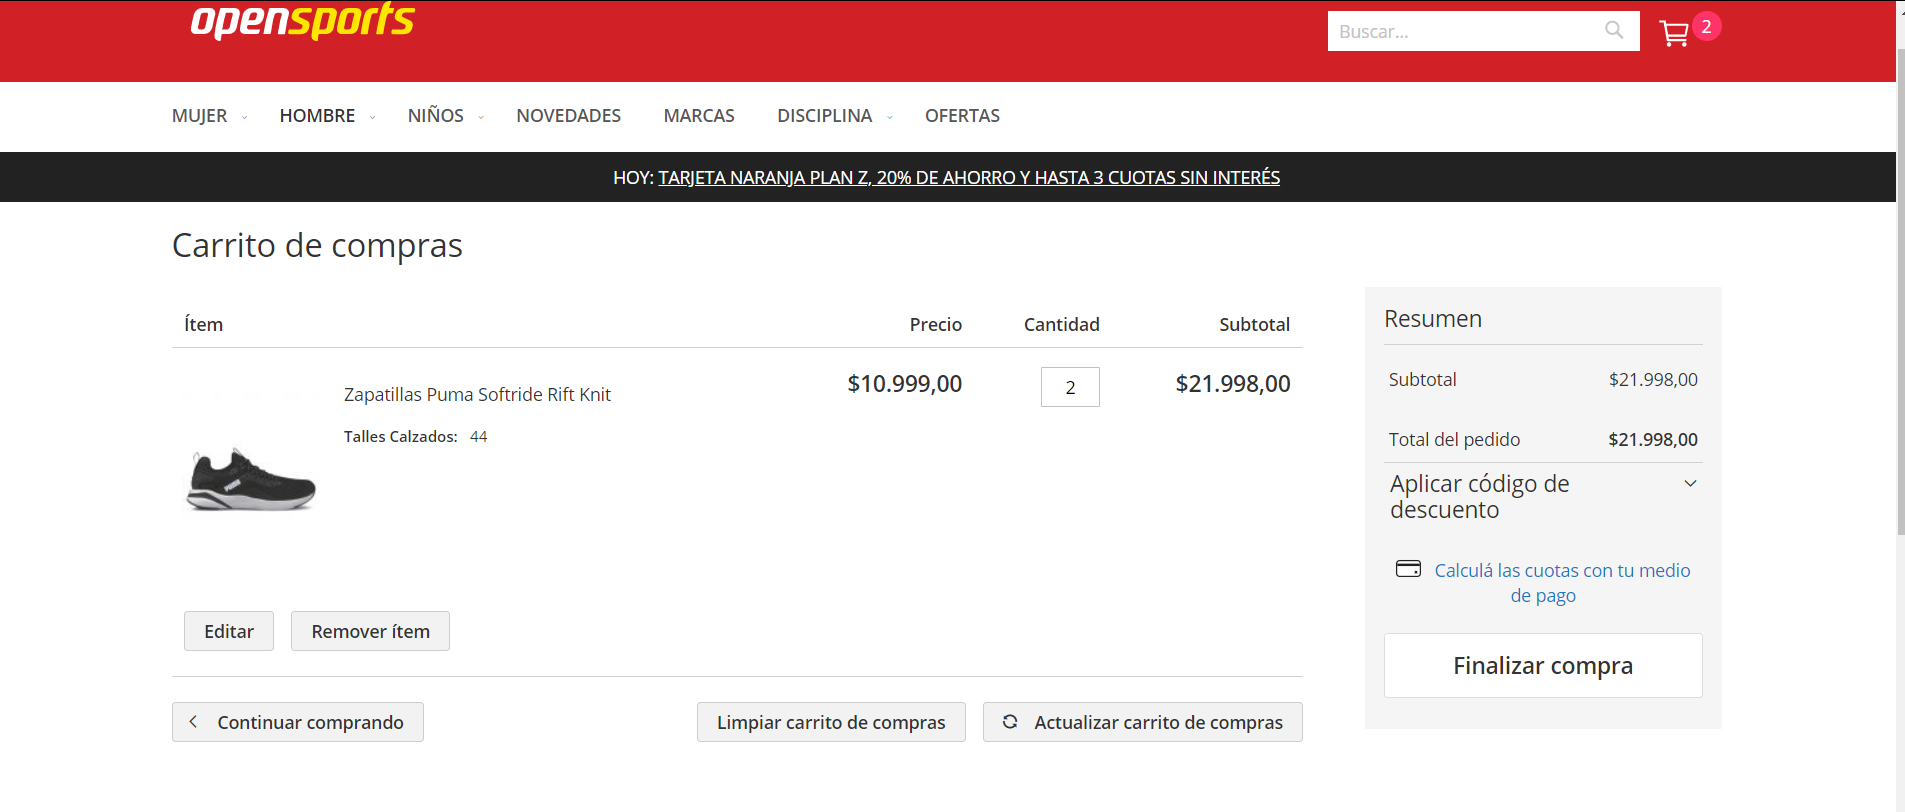 opensports
Buscar...
2
MUJER
HOMBRE
NIÑOS
NOVEDADES
MARCAS
DISCIPLINA
OFERTAS
HOY: TARJETA NARANJA PLAN Z, 20% DE AHORRO Y HASTA 3 CUOTAS SIN INTERÉS
Carrito de compras
Ítem
Precio
Cantidad
Subtotal
Zapatillas Puma Softride Rift Knit
Talles Calzados: 44
PUMA
$10.999,00
2
$21.998,00
Editar
Remover ítem
Continuar comprando
Limpiar carrito de compras
Actualizar carrito de compras
Resumen
Subtotal
$21.998,00
Total del pedido
$21.998,00
Aplicar código de
descuento
Calculá las cuotas con tu medio
de pago
Finalizar compra